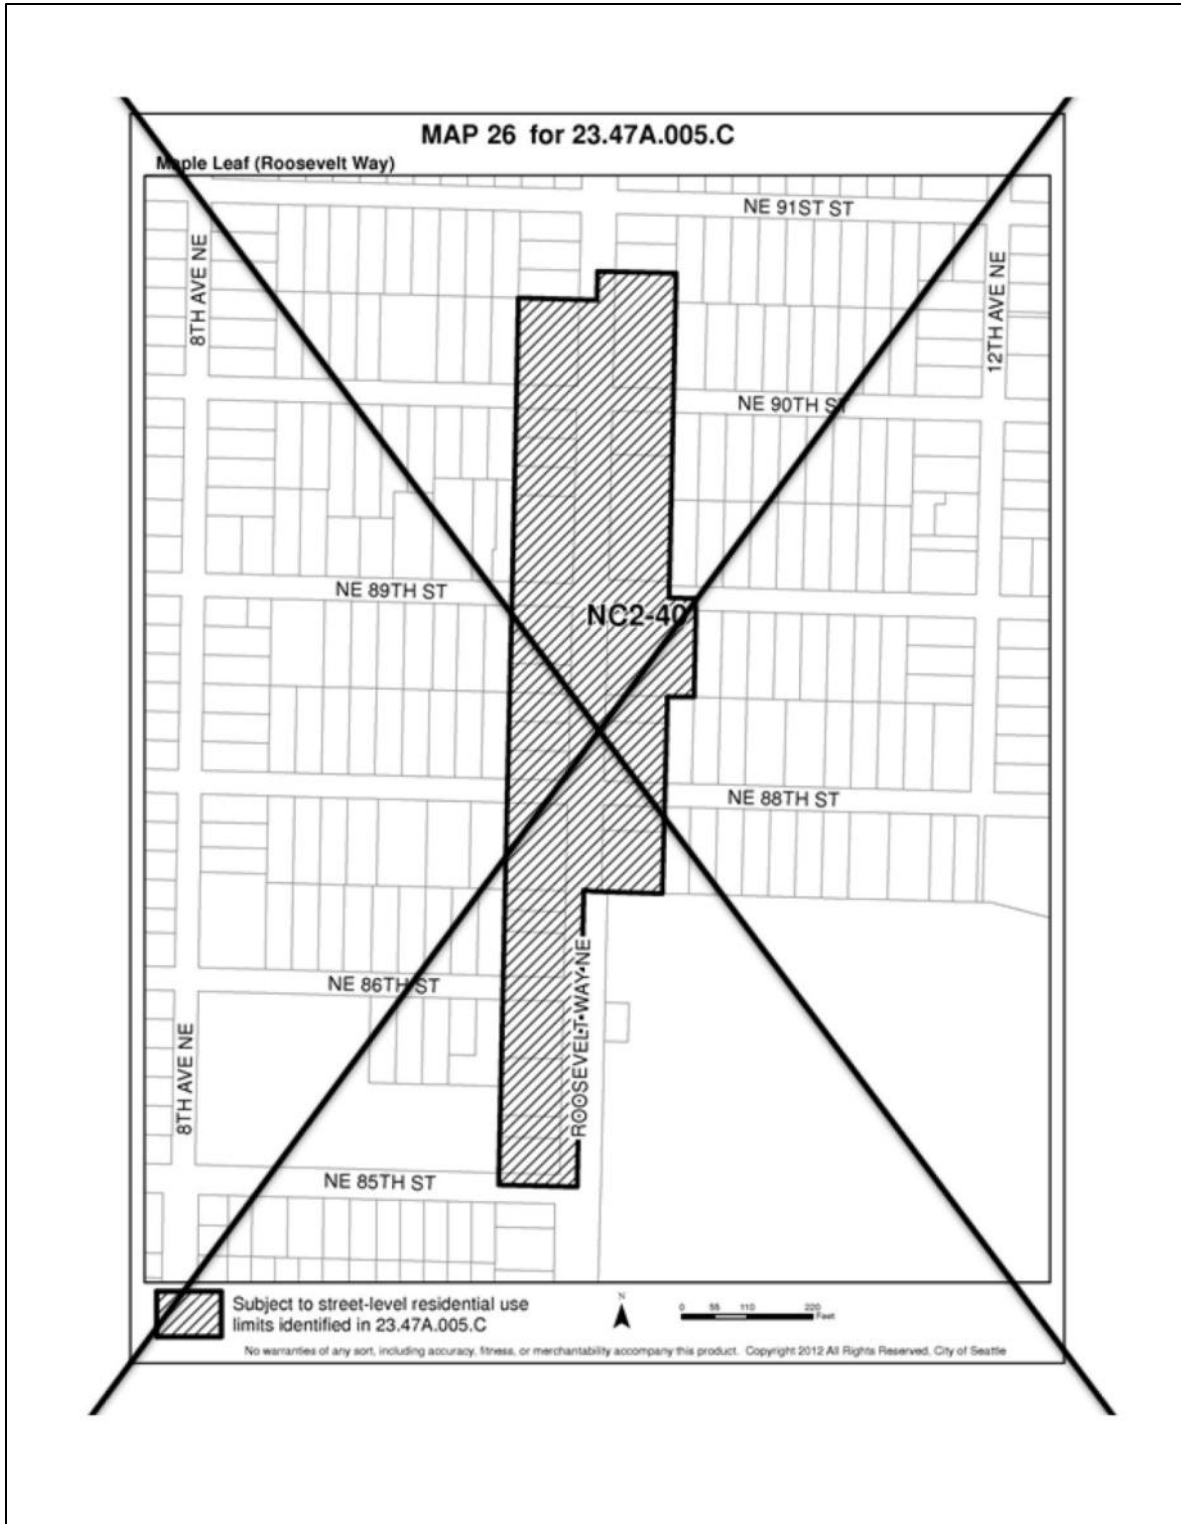 MAP 26 for 23.47A.005.C
Maple Leaf (Roosevelt Way)
NE 91ST ST
8TH AVE NE
12TH AVE NE
NE 90TH ST
NE 89TH ST
NC2-40
NE 88TH ST
NE 86TH ST
ROOSEVELT WAY NE
8TH AVE NE
NE 85TH ST
Subject to street-level residential use
limits identified in 23.47A.005.C
N
0 55 110 220
Feet
No warranties of any sort, including accuracy, fitness, or merchantability accompany this product. Copyright 2012 All Rights Reserved, City of Seattle